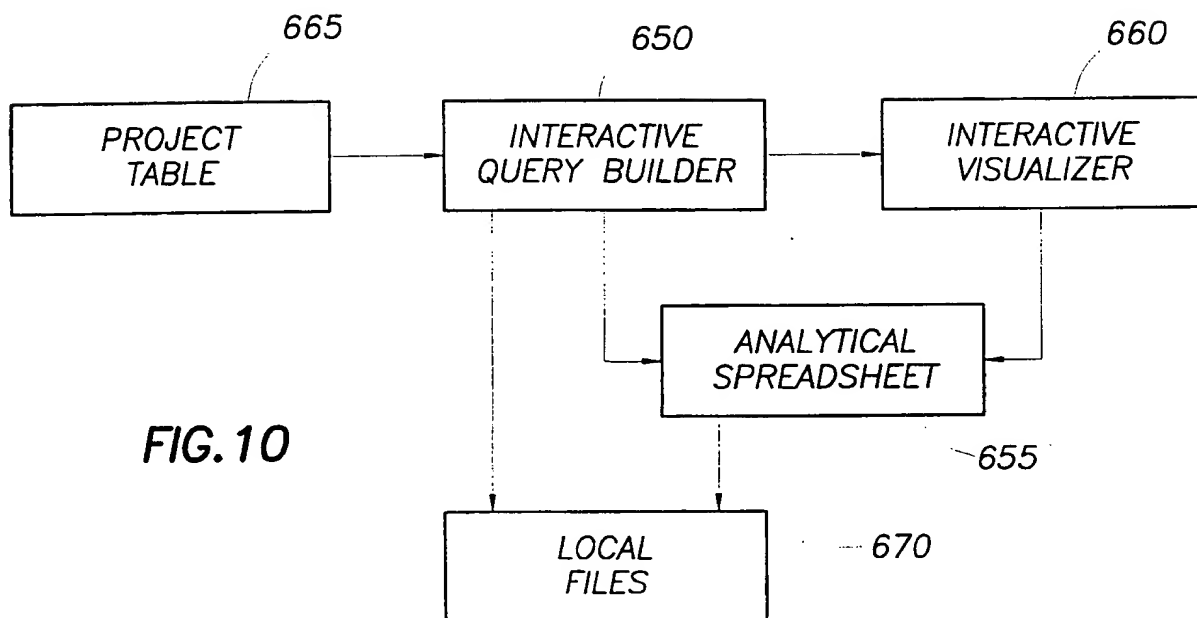 665
650
660
PROJECT
TABLE
INTERACTIVE
QUERY BUILDER
INTERACTIVE
VISUALIZER
ANALYTICAL
SPREADSHEET
FIG.10
655
LOCAL
FILES
670